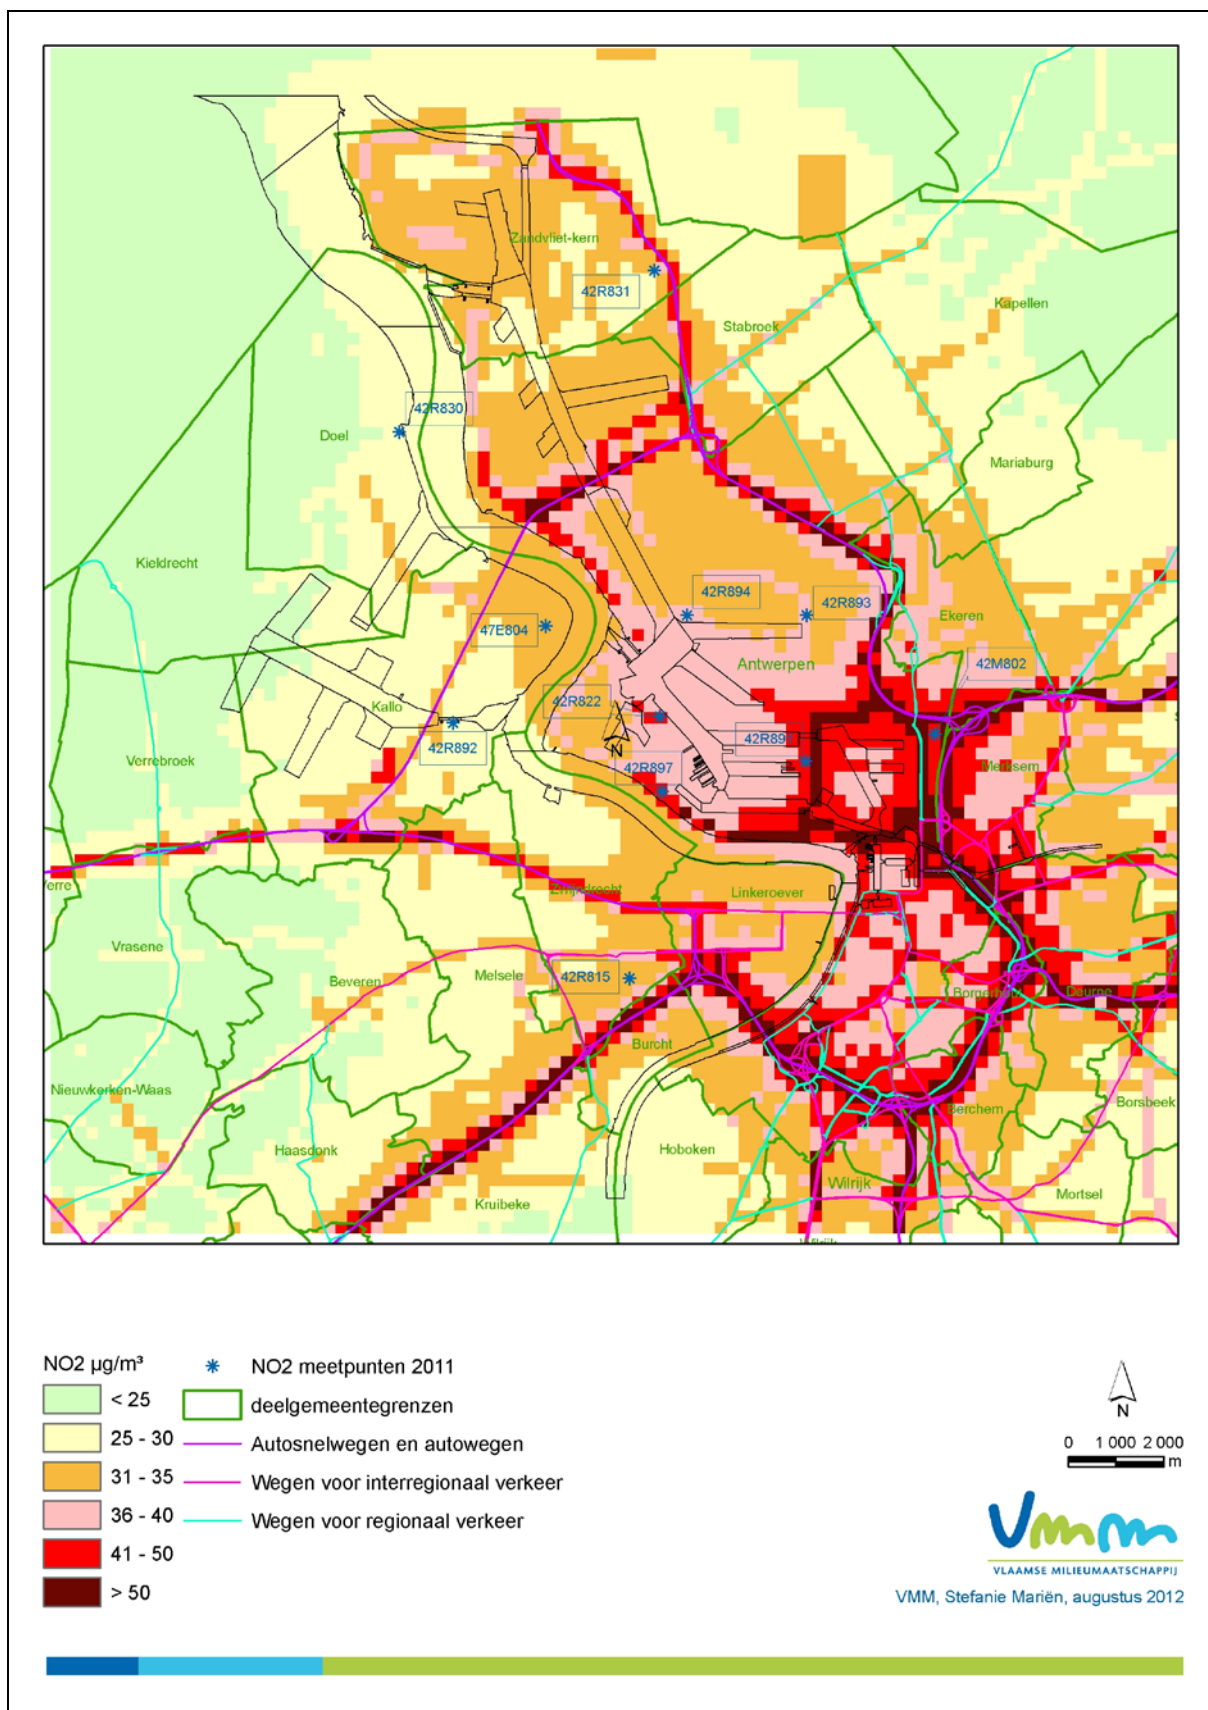 Zandvliet-kern
42R831
Kapellen
Stabroek
42R830
Doel
Mariaburg
Kieldrecht
42R894
42R893
Ekeren
47E804
Antwerpen
42M802
42R822
Kallo
N
42R892
42R897
Verrebroek
Merksem
Zwijndrecht
Linkeroever
Vrasene
Beveren
Melsele
42R815
Borgerhout
Deurne
Burcht
Nieuwkerken-Waas
Haasdonk
Hoboken
Berchem
Borsbeek
Kruibeke
Wilrijk
Mortsel
Wilrijk
NO2 µg/m³
< 25
25 - 30
31 - 35
36 - 40
41 - 50
> 50
NO2 meetpunten 2011
deelgemeentegrenzen
Autosnelwegen en autowegen
Wegen voor interregionaal verkeer
Wegen voor regionaal verkeer
N
0 1 000 2 000
m
Vmm
VLAAMSE MILIEUMAATSCHAPPIJ
VMM, Stefanie Mariën, augustus 2012